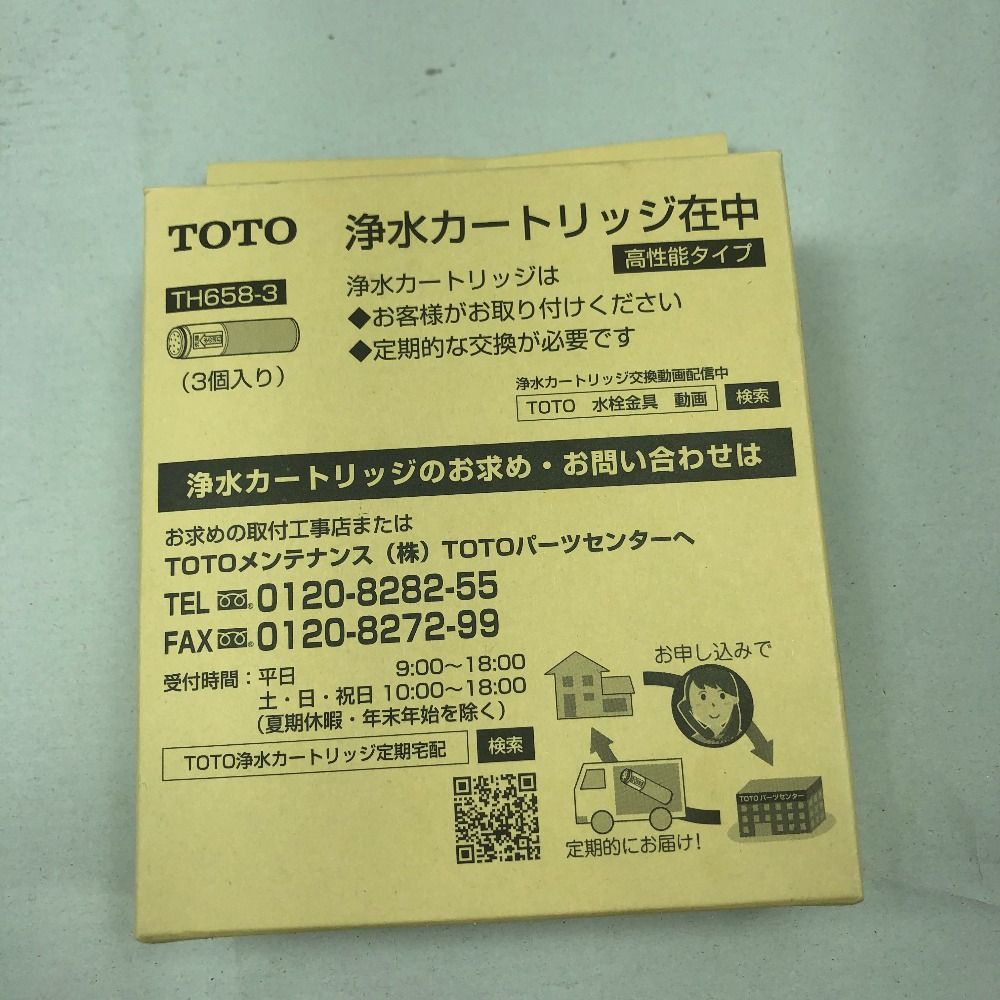 TOTO 浄水カートリッジ在中
高性能タイプ
TH658-3
(3個入り)
浄水カートリッジは
◆お客様がお取り付けください
◆定期的な交換が必要です
浄水カートリッジ交換動画配信中
TOTO 水栓金具 動画 検索
浄水カートリッジのお求め・お問い合わせは
お求めの取付工事店または
TOTOメンテナンス(株)TOTOパーツセンターへ
TEL 0120-8282-55
FAX 0120-8272-99
受付時間:平日 9:00〜18:00
土・日・祝日 10:00〜18:00
(夏期休暇・年末年始を除く)
TOTO浄水カートリッジ定期宅配 検索
お申し込みで
TOTO パーツセンター
定期的にお届け!